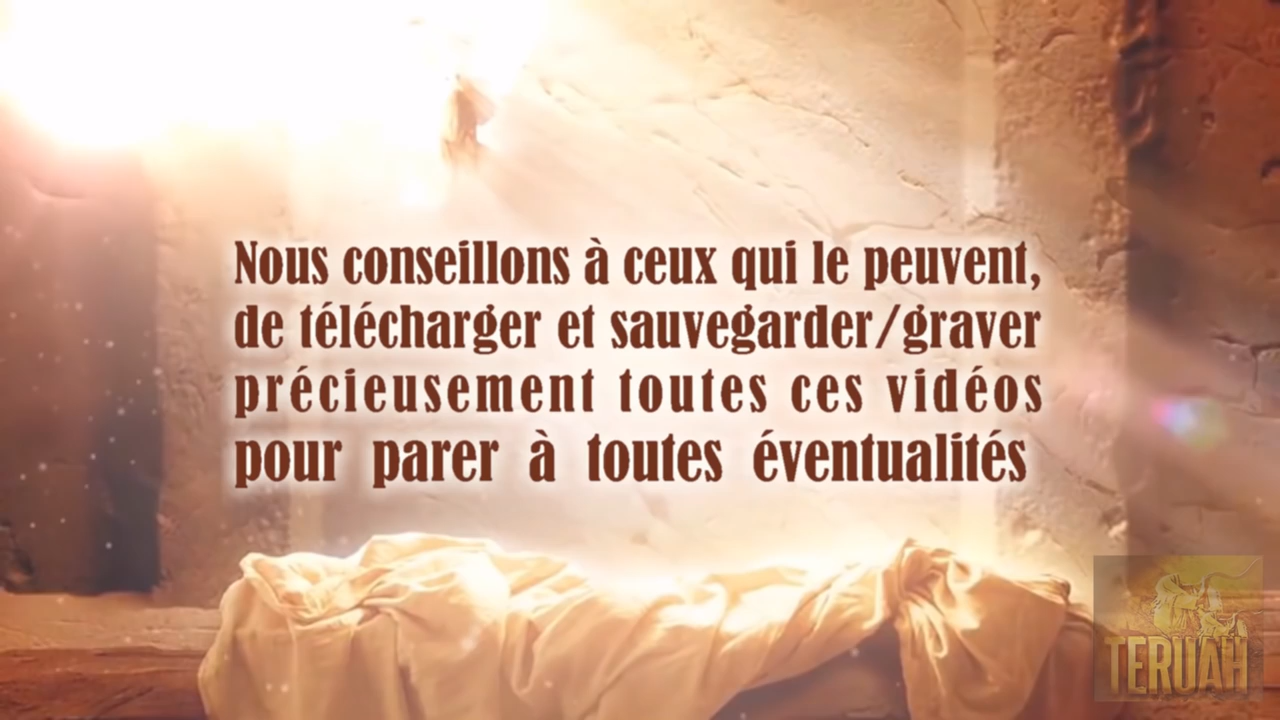 Nous conseillons à ceux qui le peuvent,
de télécharger et sauvegarder/graver
précieusement toutes ces vidéos
pour parer à toutes éventualités
TERUAH